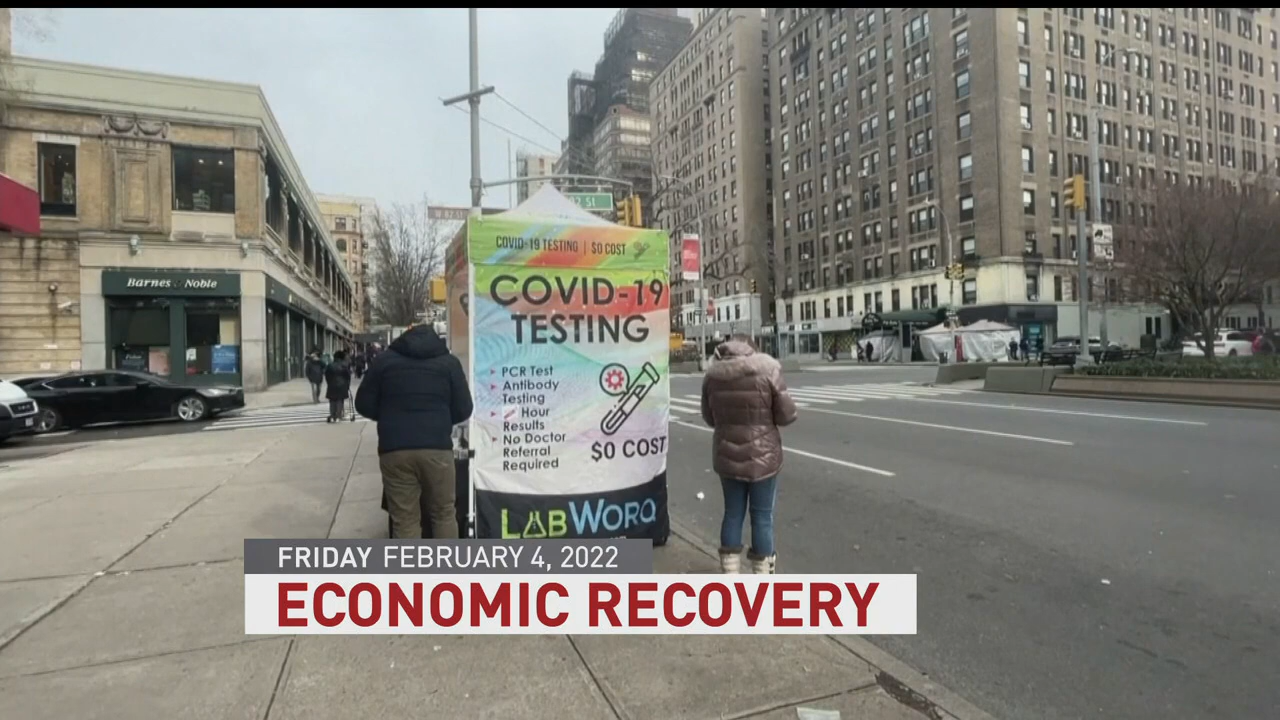 Barnes & Noble
COVID-19 TESTING | $0 COST
COVID-19
TESTING
PCR Test
Antibody
Testing
Hour
Results
No Doctor
Referral
Required
$0 COST
LABWORQ
FRIDAY FEBRUARY 4, 2022
ECONOMIC RECOVERY